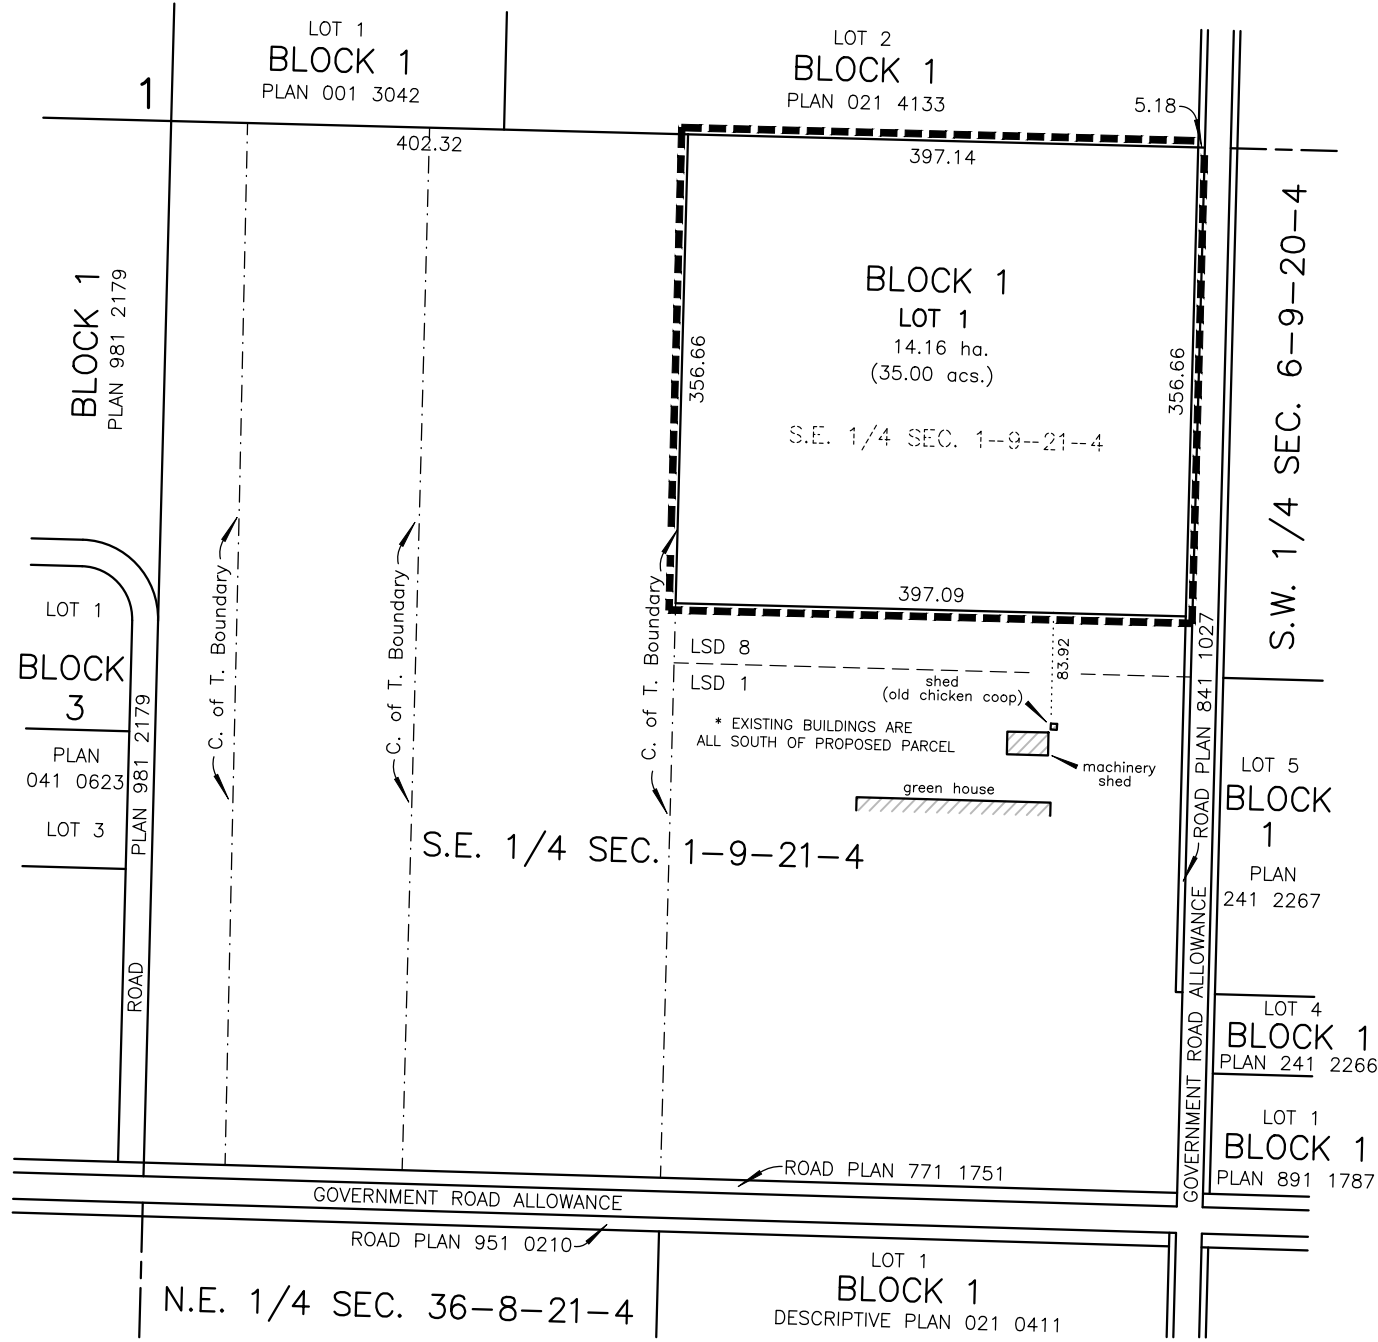 LOT 1
BLOCK 1
PLAN 001 3042
LOT 2
BLOCK 1
PLAN 021 4133
5.18
1
402.32
397.14
BLOCK 1
PLAN 981 2179
BLOCK 1
LOT 1
14.16 ha.
(35.00 acs.)
356.66
356.66
S.E. 1/4 SEC. 1--9--21--4
S.W. 1/4 SEC. 6-9-20-4
397.09
C. of T. Boundary
C. of T. Boundary
C. of T. Boundary
LOT 1
BLOCK
3
PLAN
041 0623
LOT 3
ROAD PLAN 981 2179
LSD 8
LSD 1
83.92
shed
(old chicken coop)
* EXISTING BUILDINGS ARE
ALL SOUTH OF PROPOSED PARCEL
machinery
shed
green house
S.E. 1/4 SEC. 1-9-21-4
ROAD PLAN 841 1027
GOVERNMENT ROAD ALLOWANCE
LOT 5
BLOCK
1
PLAN
241 2267
LOT 4
BLOCK 1
PLAN 241 2266
LOT 1
BLOCK 1
PLAN 891 1787
ROAD PLAN 771 1751
GOVERNMENT ROAD ALLOWANCE
ROAD PLAN 951 0210
N.E. 1/4 SEC. 36-8-21-4
LOT 1
BLOCK 1
DESCRIPTIVE PLAN 021 0411